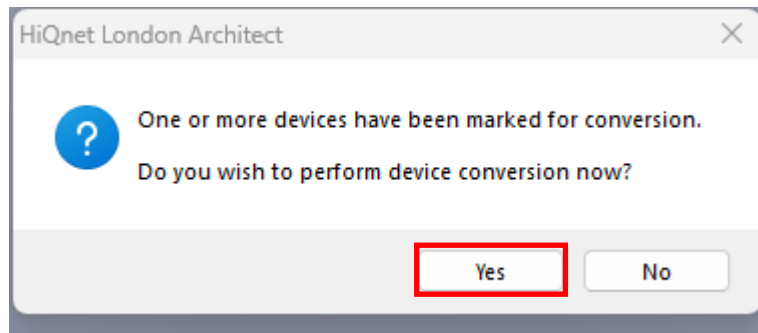 HiQnet London Architect
?
One or more devices have been marked for conversion.
Do you wish to perform device conversion now?
Yes
No